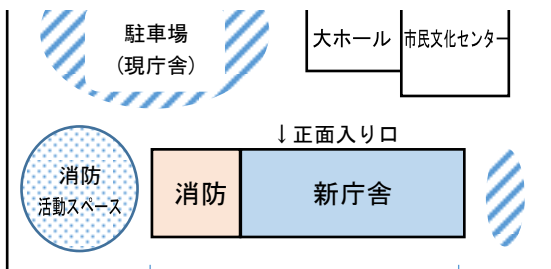 駐車場
(現庁舎)
大ホール
市民文化センター
↓正面入り口
消防
活動スペース
消防
新庁舎